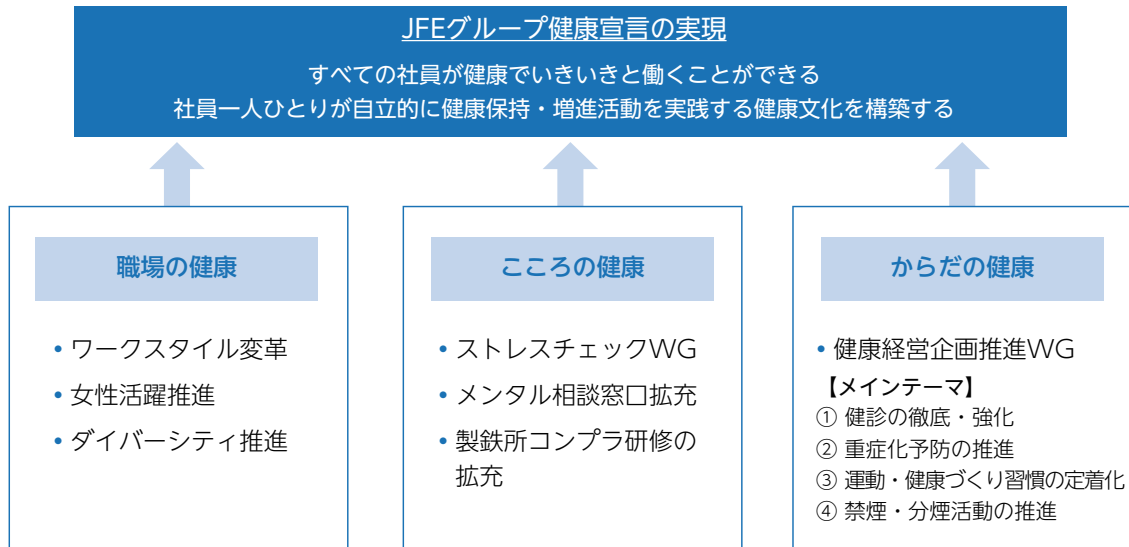 JFEグループ健康宣言の実現
すべての社員が健康でいきいきと働くことができる
社員一人ひとりが自立的に健康保持・増進活動を実践する健康文化を構築する
職場の健康
• ワークスタイル変革
• 女性活躍推進
• ダイバーシティ推進
こころの健康
• ストレスチェックWG
• メンタル相談窓口拡充
• 製鉄所コンプラ研修の
拡充
からだの健康
• 健康経営企画推進WG
【メインテーマ】
① 健診の徹底・強化
② 重症化予防の推進
③ 運動・健康づくり習慣の定着化
④ 禁煙・分煙活動の推進